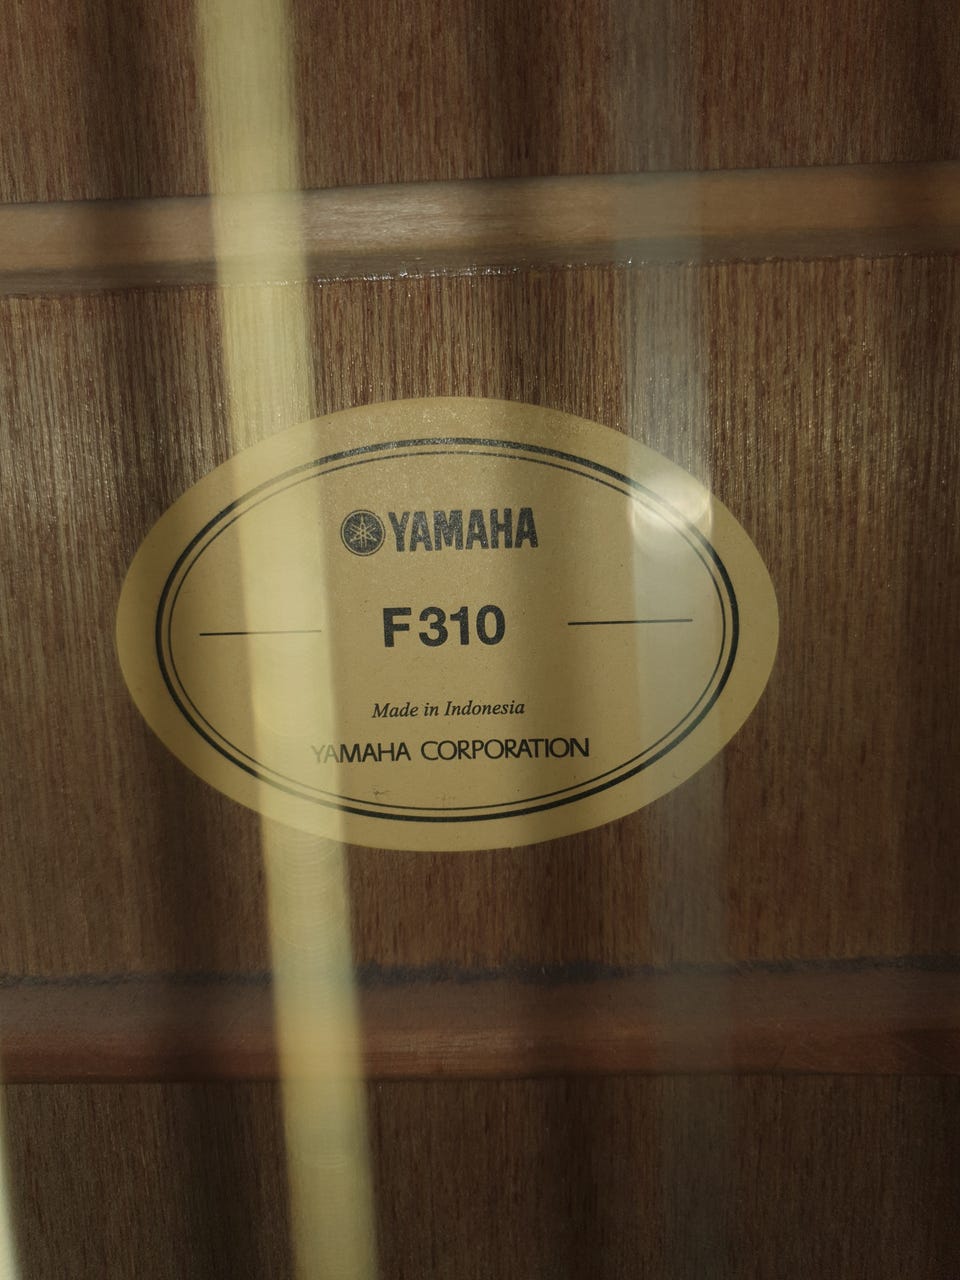 YAMAHA
F310
Made in Indonesia
YAMAHA CORPORATION